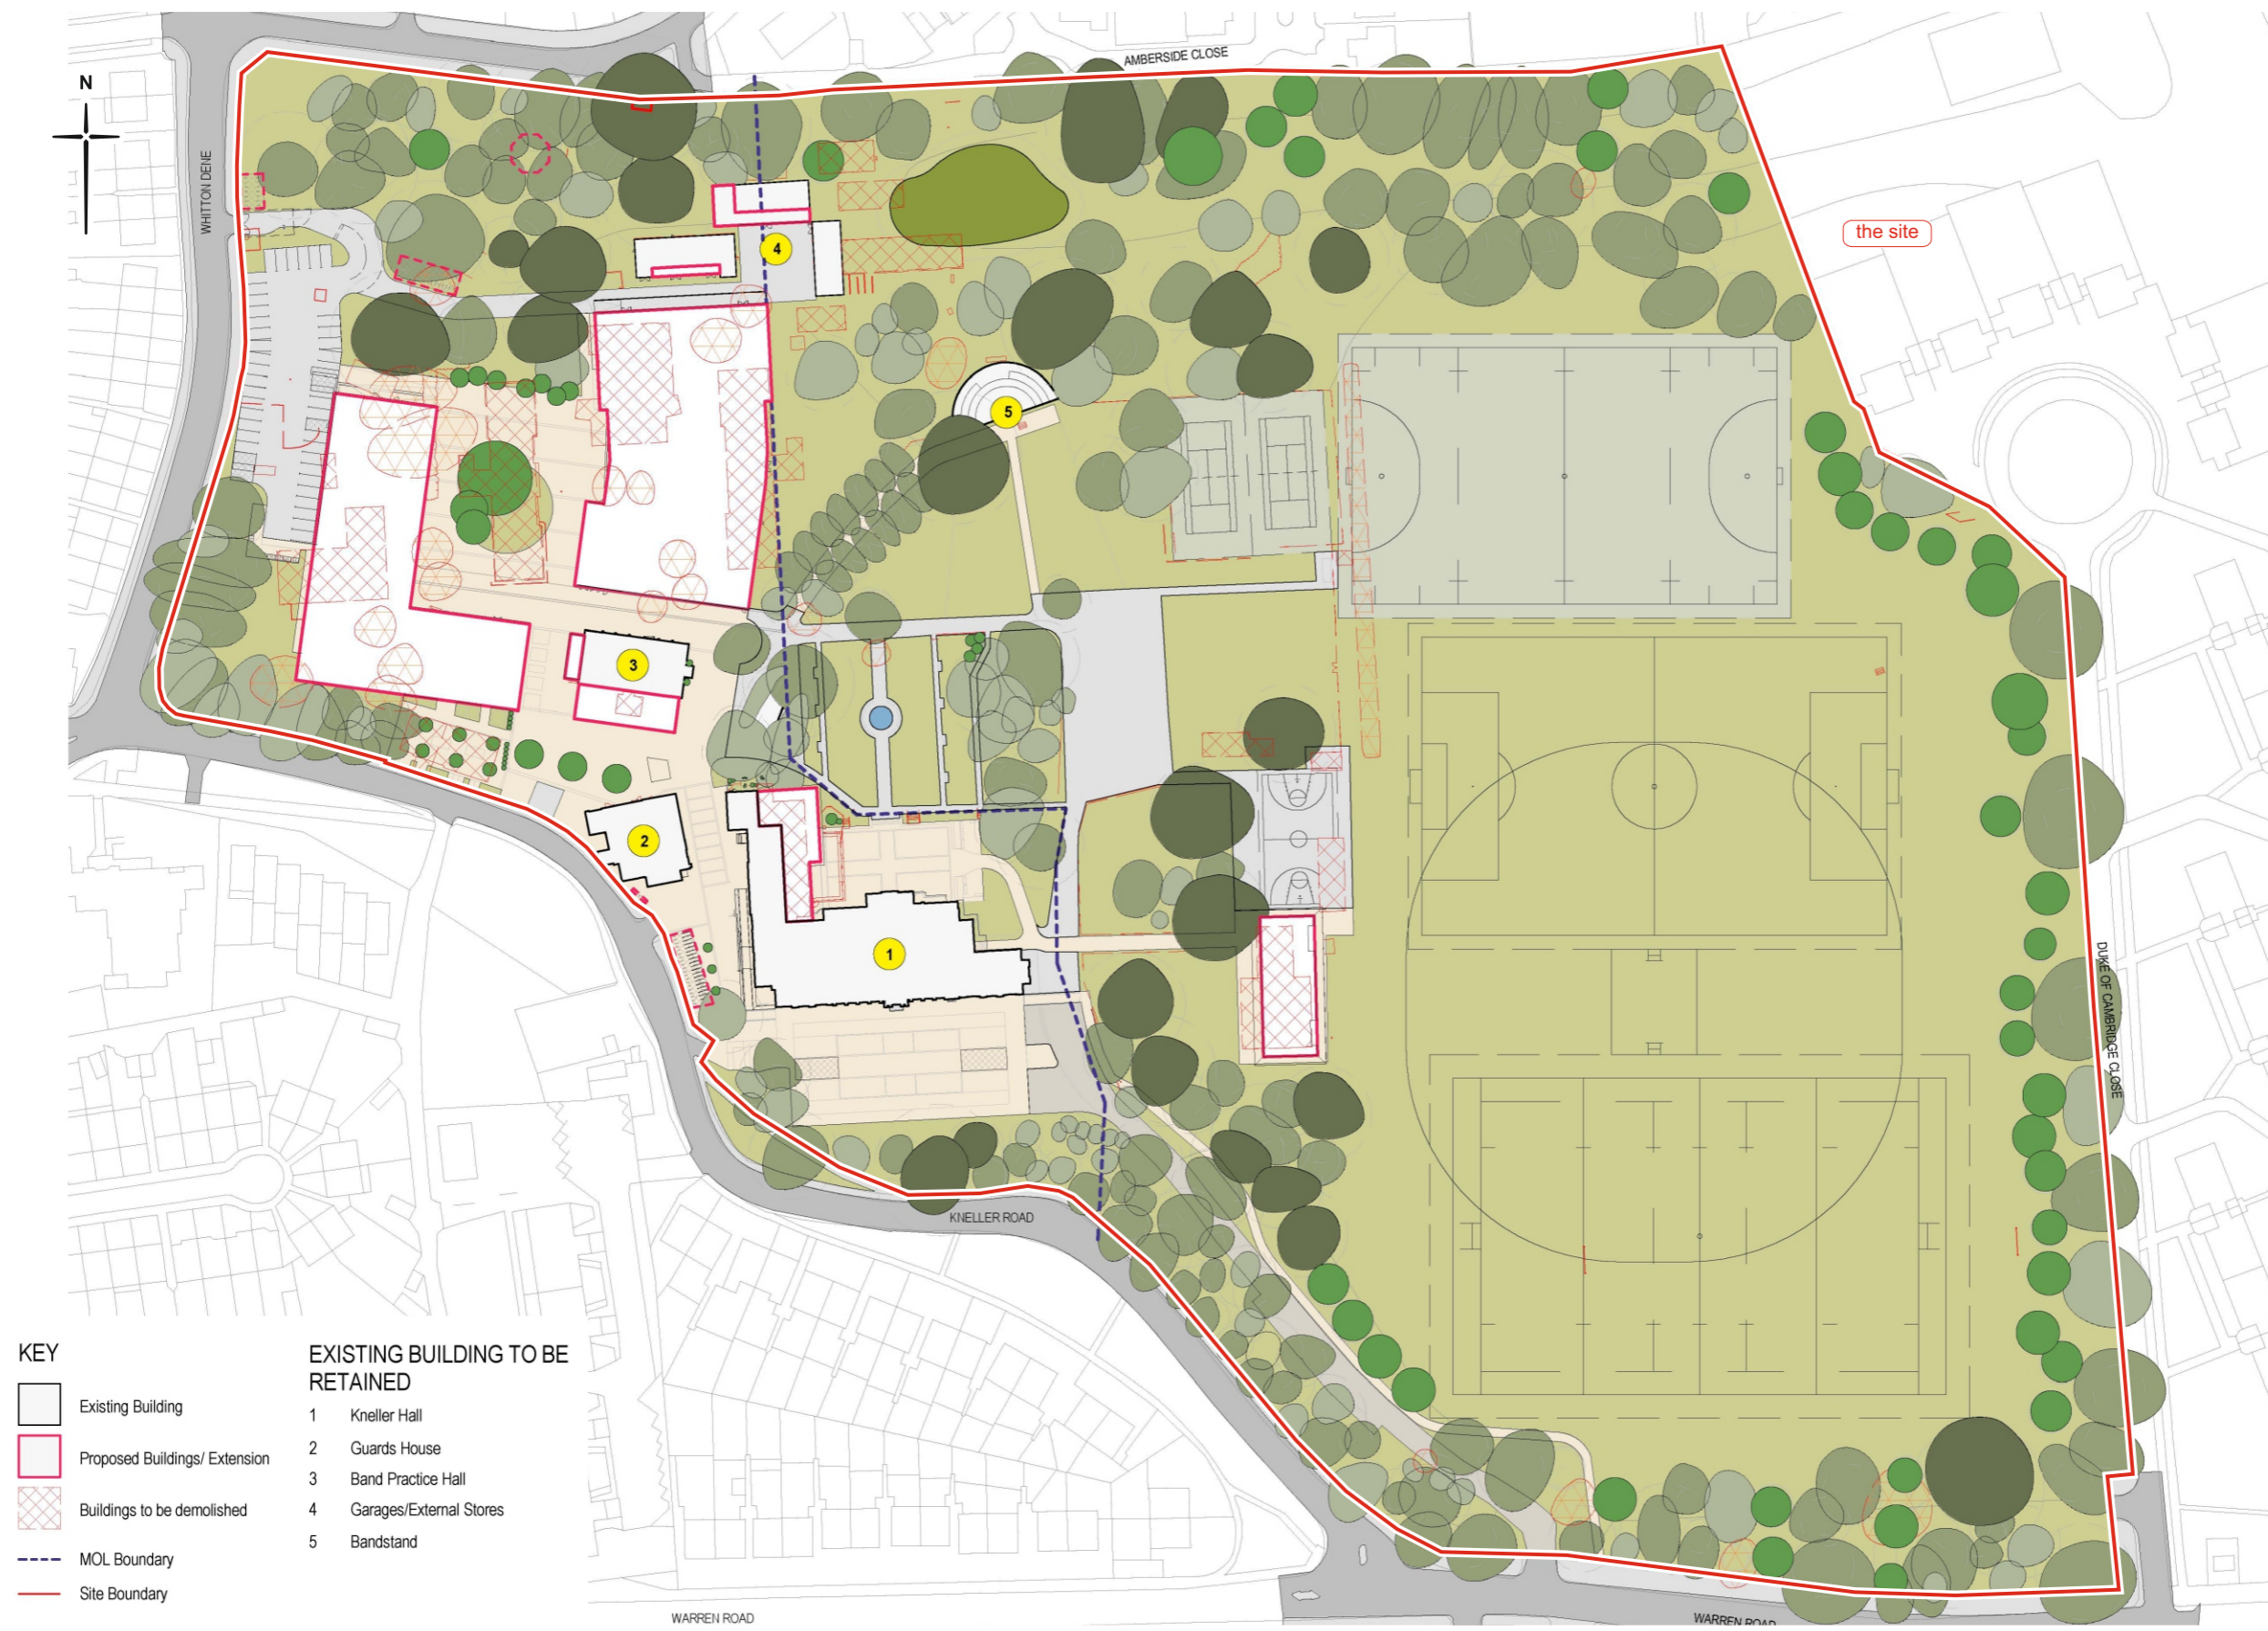 AMBERSIDE CLOSE
N
WHITTON DENE
the site
4
5
3
2
1
DUKE OF CAMBRIDGE CLOSE
KNELLER ROAD
KEY
Existing Building
Proposed Buildings/ Extension
Buildings to be demolished
MOL Boundary
Site Boundary
EXISTING BUILDING TO BE
RETAINED
1 Kneller Hall
2 Guards House
3 Band Practice Hall
4 Garages/External Stores
5 Bandstand
WARREN ROAD
WARREN ROAD